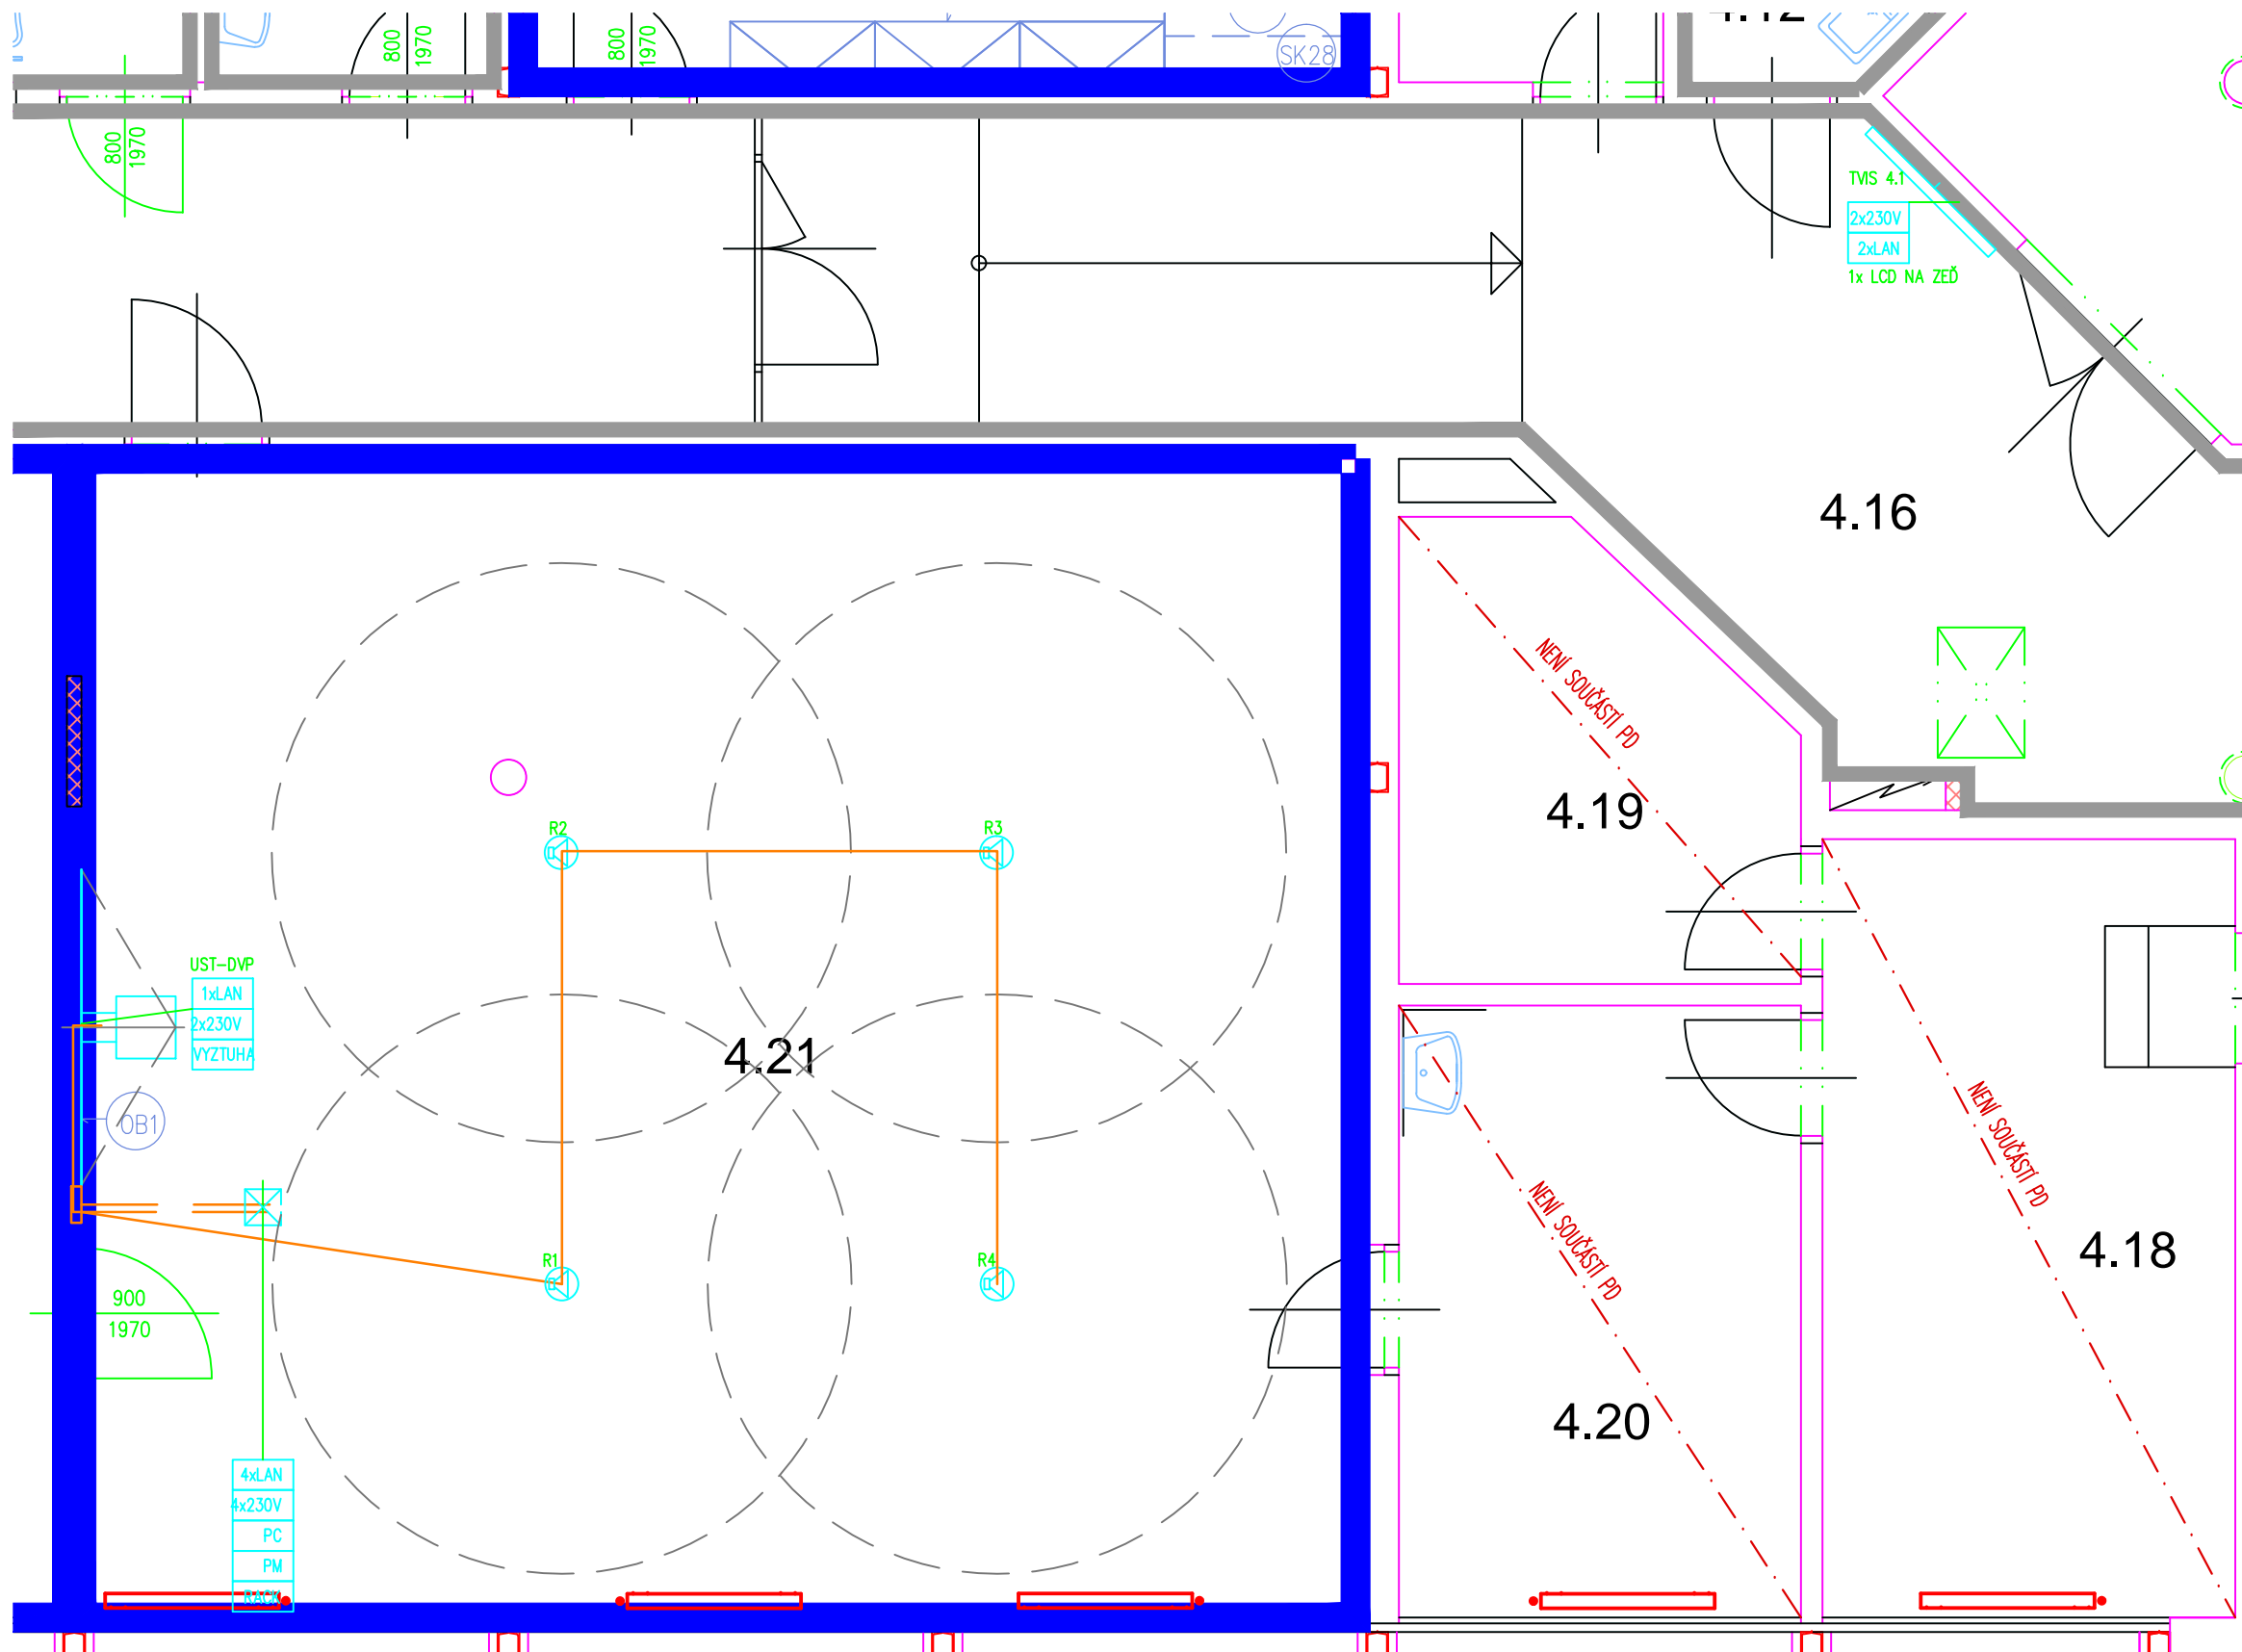 800
1970
800
1970
SK28
4.12
800
1970
TVIS 4.1
2x230V
2xLAN
1x LCD NA ZEĎ
4.16
NENÍ SOUČÁSTÍ PD
4.19
R2
R3
UST-DVP
1xLAN
2x230V
VYZTUHA
4.21
OB1
NENÍ SOUČÁSTÍ PD
NENÍ SOUČÁSTÍ PD
4.18
R1
R4
900
1970
4.20
4xLAN
4x230V
PC
PM
RACK